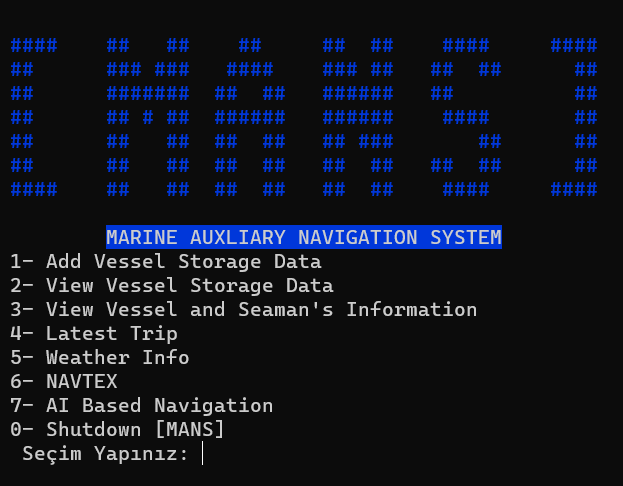 [MANS]
MARINE AUXLIARY NAVIGATION SYSTEM
1- Add Vessel Storage Data
2- View Vessel Storage Data
3- View Vessel and Seaman's Information
4- Latest Trip
5- Weather Info
6- NAVTEX
7- AI Based Navigation
0- Shutdown [MANS]
Seçim Yapınız: